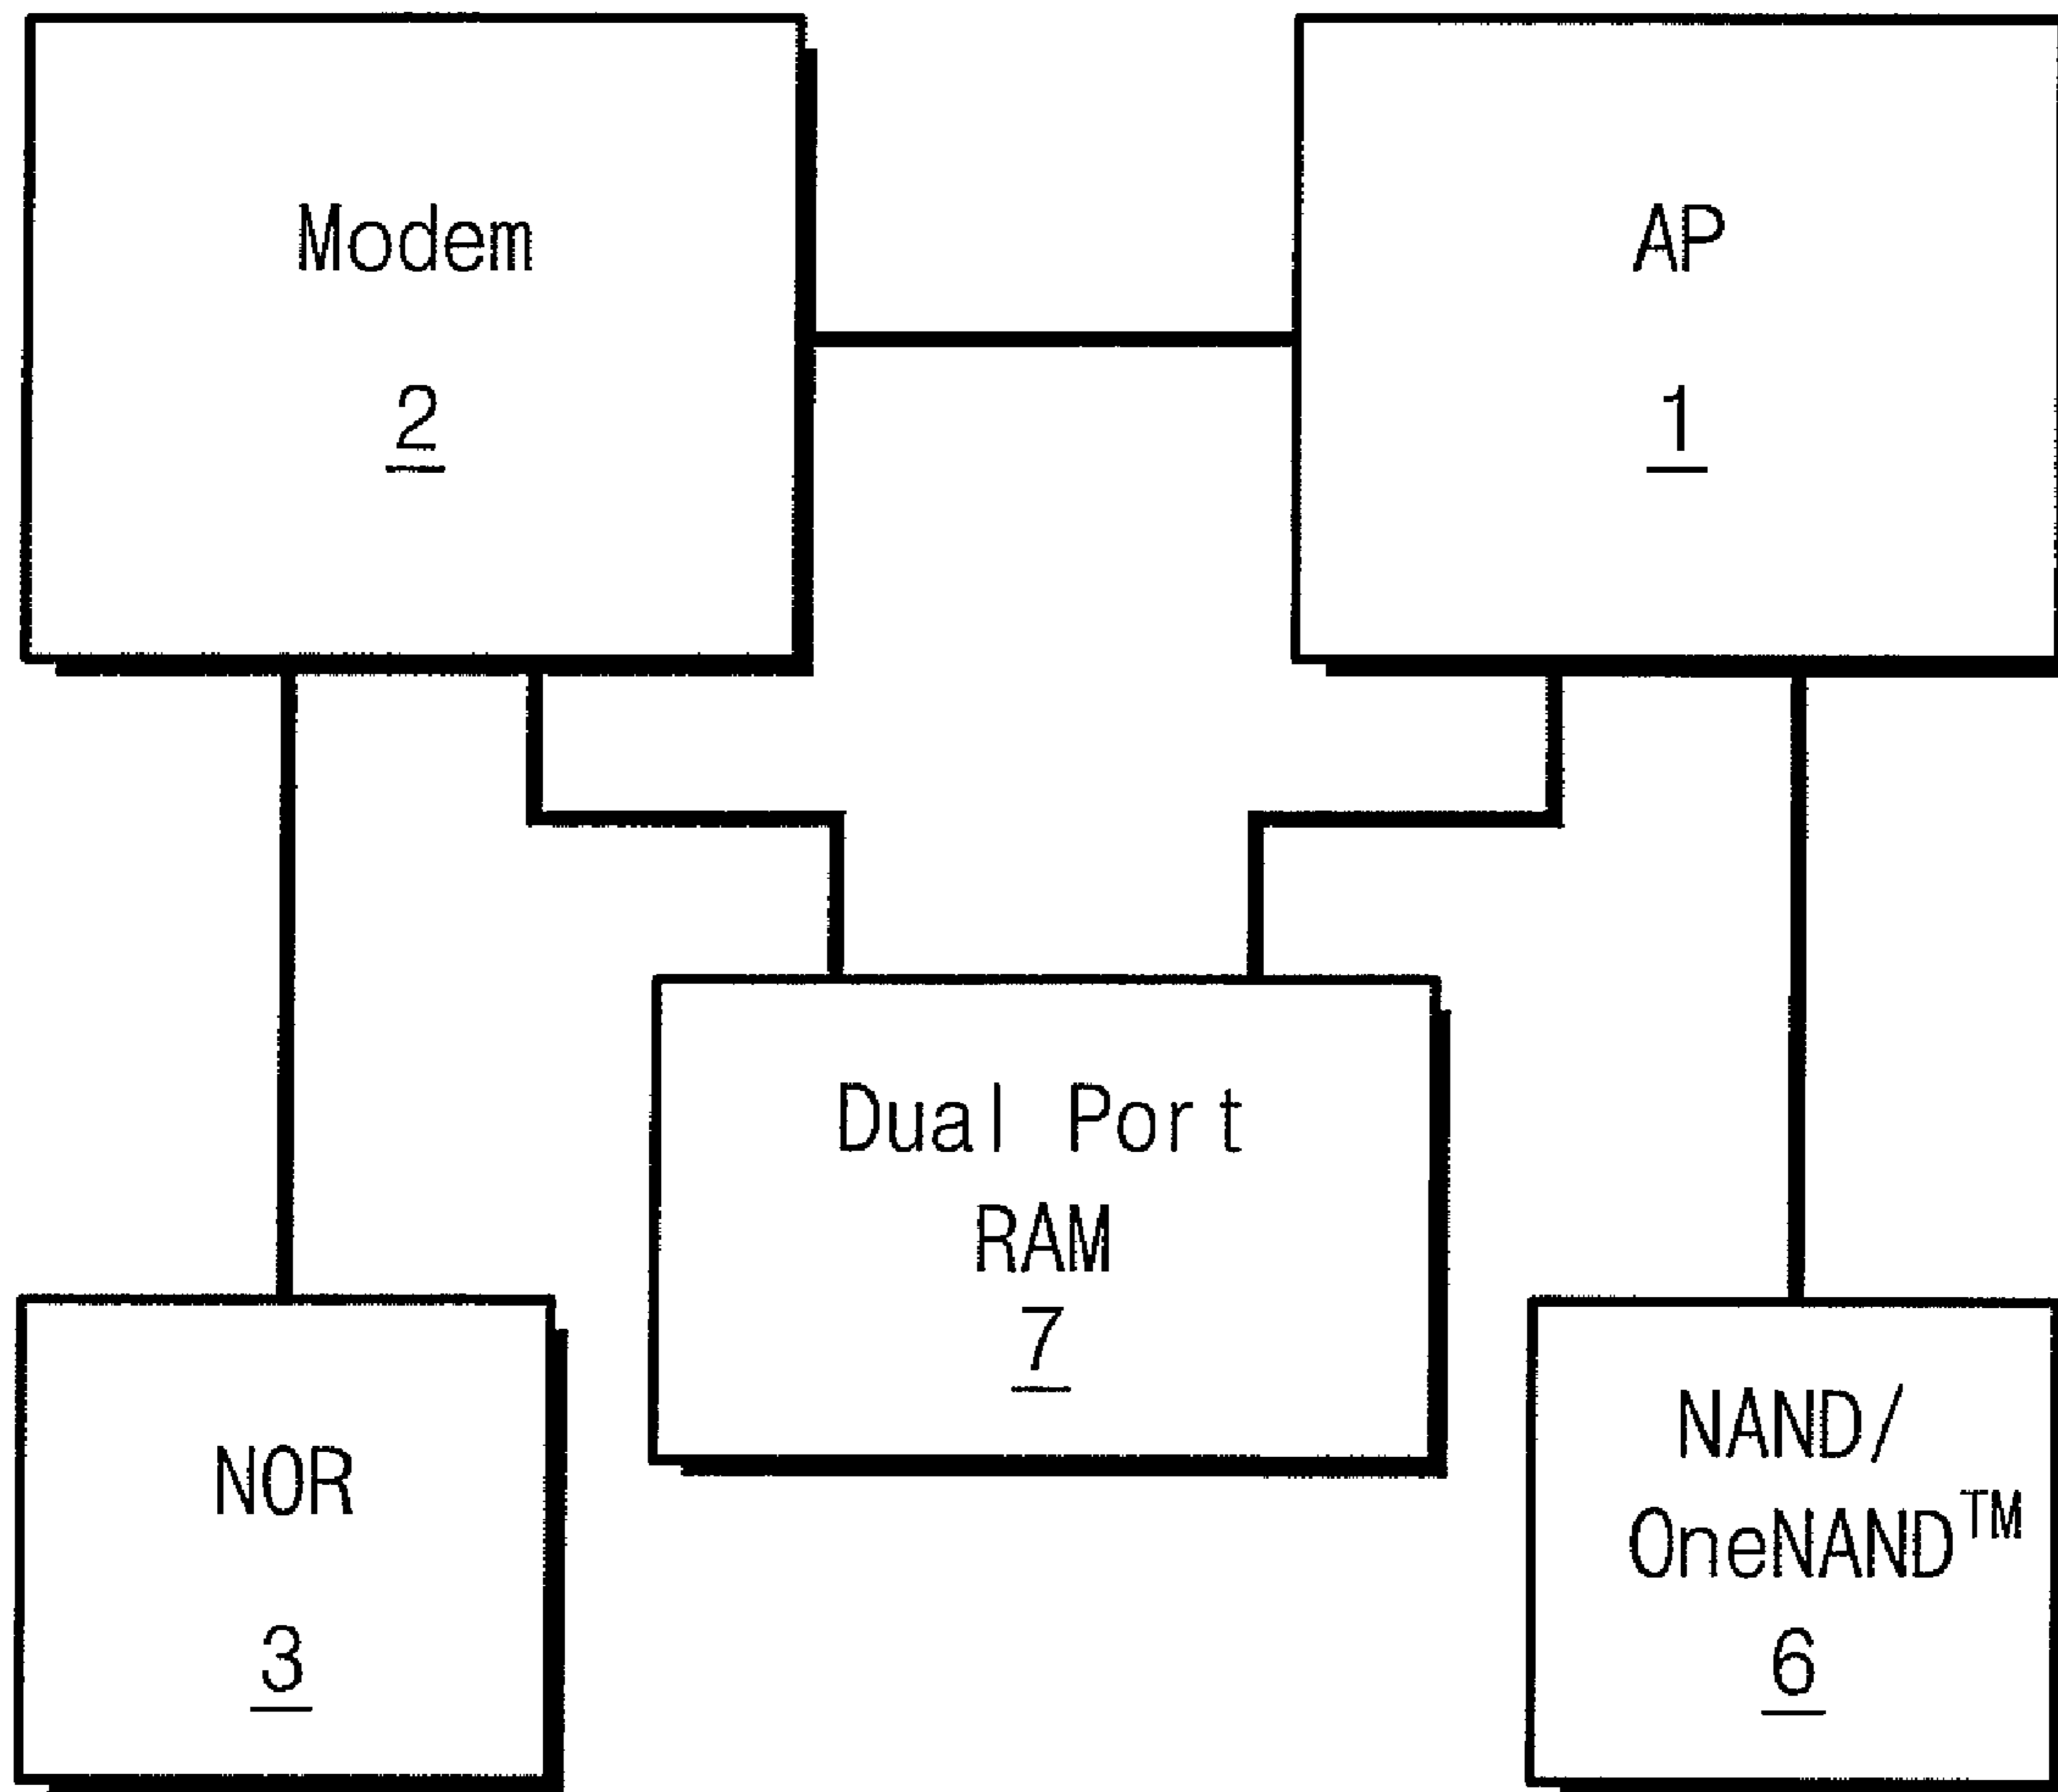 Modem
2
AP
1
Dual Port
RAM
7
NOR
3
NAND/
OneNAND™
6